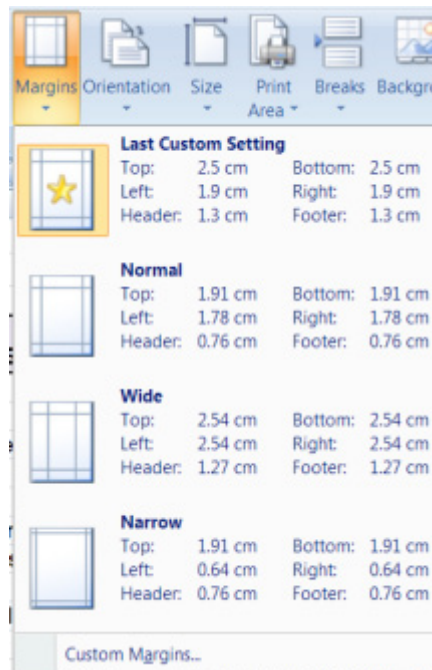 Margins Orientation Size Print Area Breaks Backgr
Last Custom Setting
Top: 2.5 cm Bottom: 2.5 cm
Left: 1.9 cm Right: 1.9 cm
Header: 1.3 cm Footer: 1.3 cm
Normal
Top: 1.91 cm Bottom: 1.91 cm
Left: 1.78 cm Right: 1.78 cm
Header: 0.76 cm Footer: 0.76 cm
Wide
Top: 2.54 cm Bottom: 2.54 cm
Left: 2.54 cm Right: 2.54 cm
Header: 1.27 cm Footer: 1.27 cm
Narrow
Top: 1.91 cm Bottom: 1.91 cm
Left: 0.64 cm Right: 0.64 cm
Header: 0.76 cm Footer: 0.76 cm
Custom Margins...